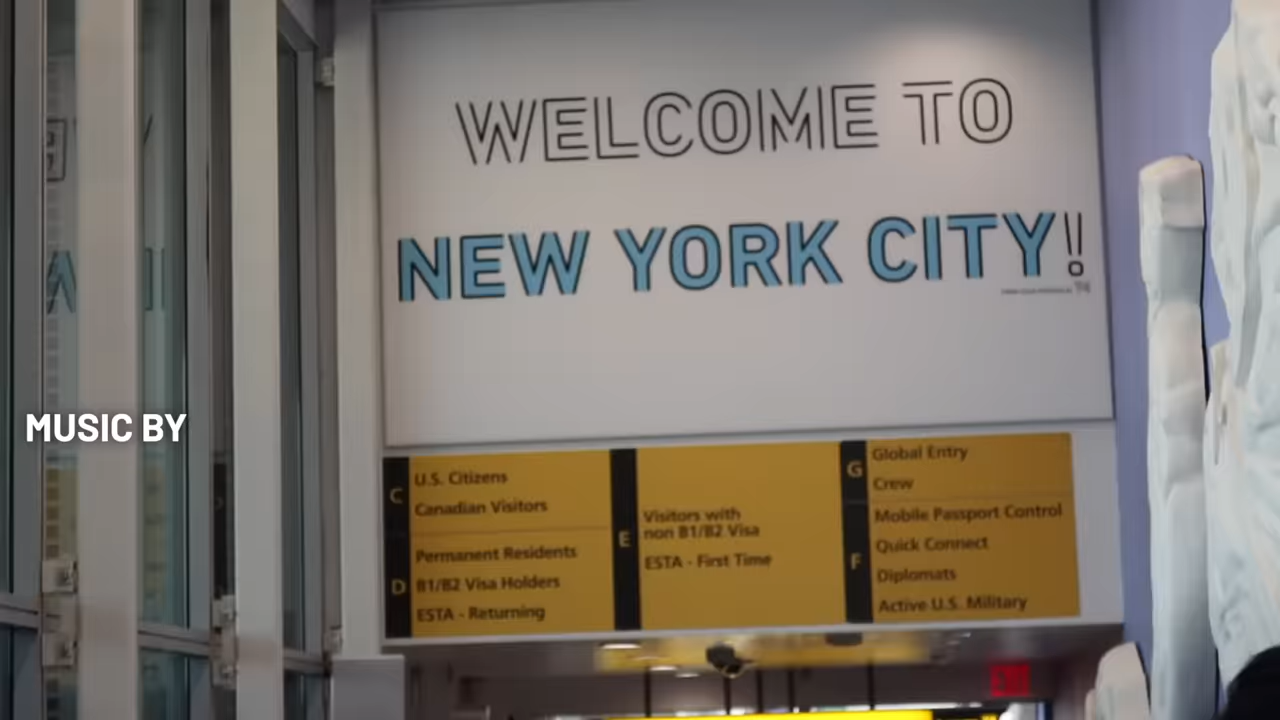 WELCOME TO
NEW YORK CITY!!
MUSIC BY
C
U.S. Citizens
Canadian Visitors
D
Permanent Residents
B1/B2 Visa Holders
ESTA - Returning
E
Visitors with
non B1/B2 Visa
ESTA - First Time
G
Global Entry
Crew
F
Mobile Passport Control
Quick Connect
Diplomats
Active U.S. Military
EXIT